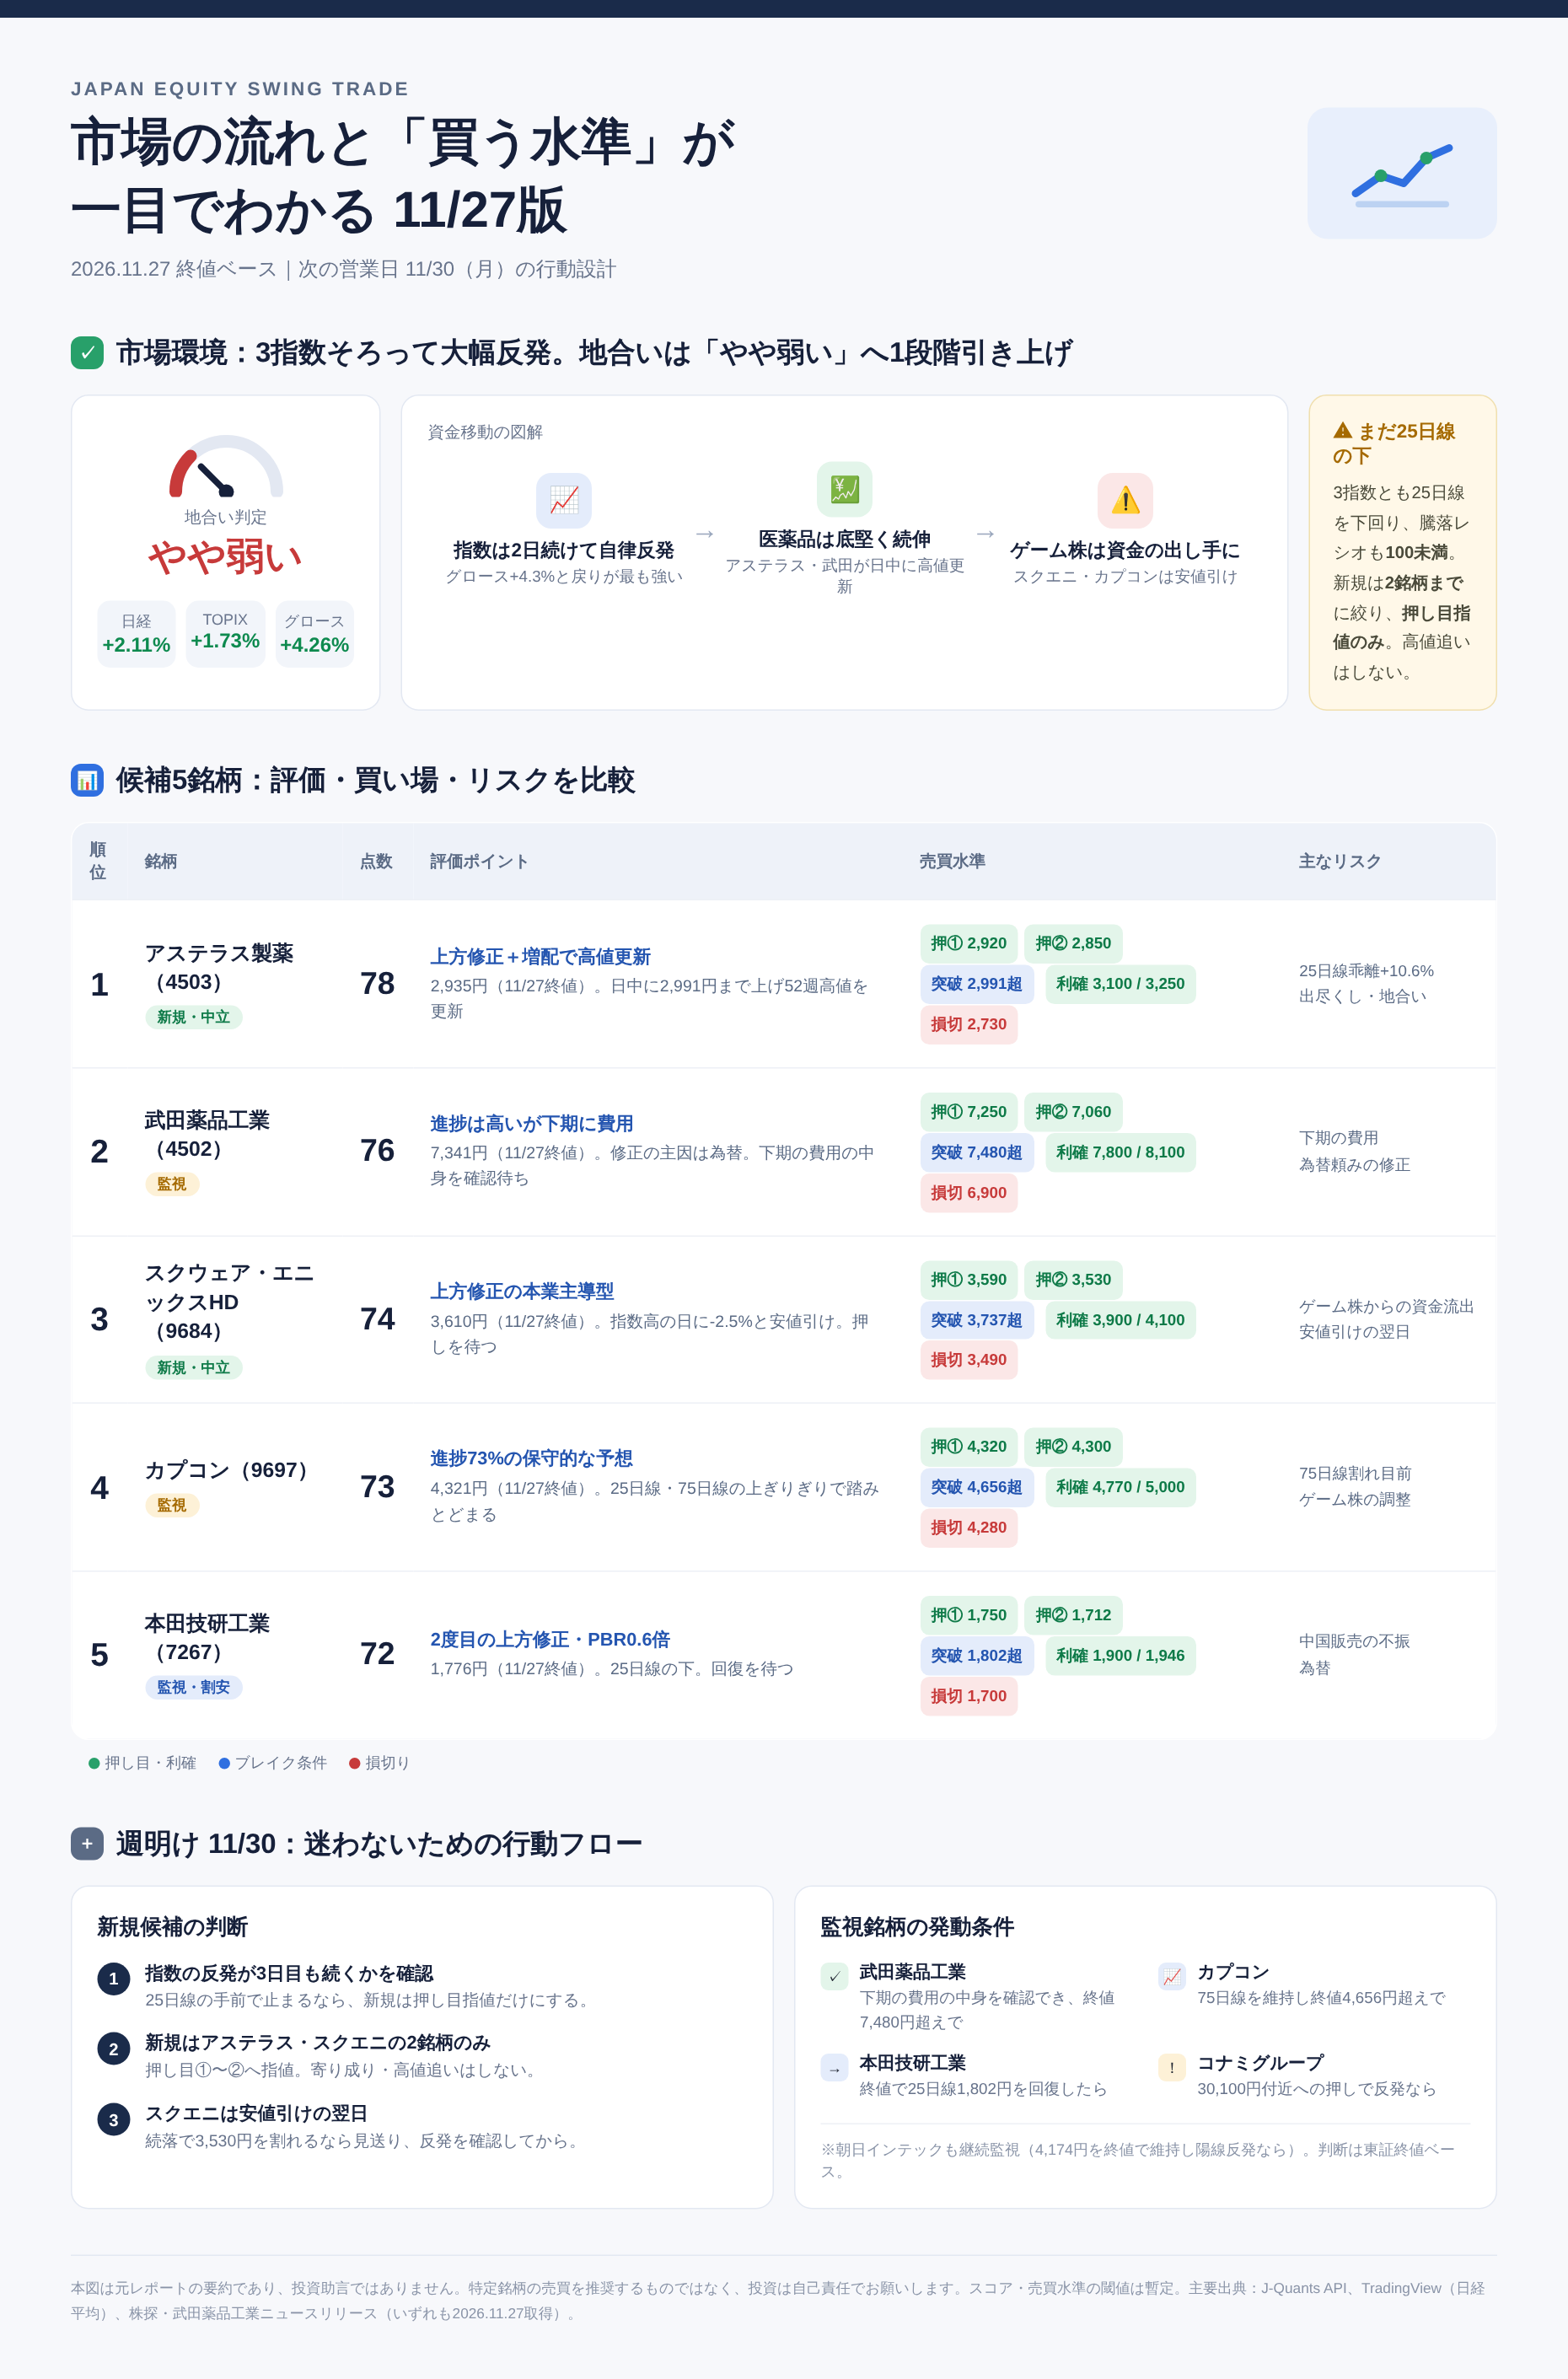 JAPAN EQUITY SWING TRADE
市場の流れと「買う水準」が
一目でわかる 11/27版
2026.11.27 終値ベース｜次の営業日 11/30（月）の行動設計
✓ 市場環境：3指数そろって大幅反発。地合いは「やや弱い」へ1段階引き上げ
地合い判定
やや弱い
日経
+2.11%
TOPIX
+1.73%
グロース
+4.26%
資金移動の図解
指数は2日続けて自律反発
グロース+4.3%と戻りが最も強い
→
医薬品は底堅く続伸
アステラス・武田が日中に高値更
新
→
ゲーム株は資金の出し手に
スクエニ・カプコンは安値引け
まだ25日線
の下
3指数とも25日線
を下回り、騰落レ
シオも100未満。
新規は2銘柄まで
に絞り、押し目指
値のみ。高値追い
はしない。
候補5銘柄：評価・買い場・リスクを比較
順
位
銘柄
点数
評価ポイント
売買水準
主なリスク
1
アステラス製薬
（4503）
新規・中立
78
上方修正＋増配で高値更新
2,935円（11/27終値）。日中に2,991円まで上げ52週高値を
更新
押① 2,920 押② 2,850
突破 2,991超 利確 3,100 / 3,250
損切 2,730
25日線乖離+10.6%
出尽くし・地合い
2
武田薬品工業
（4502）
監視
76
進捗は高いが下期に費用
7,341円（11/27終値）。修正の主因は為替。下期の費用の中
身を確認待ち
押① 7,250 押② 7,060
突破 7,480超 利確 7,800 / 8,100
損切 6,900
下期の費用
為替頼みの修正
3
スクウェア・エニ
ックスHD
（9684）
新規・中立
74
上方修正の本業主導型
3,610円（11/27終値）。指数高の日に-2.5%と安値引け。押
しを待つ
押① 3,590 押② 3,530
突破 3,737超 利確 3,900 / 4,100
損切 3,490
ゲーム株からの資金流出
安値引けの翌日
4
カプコン（9697）
監視
73
進捗73%の保守的な予想
4,321円（11/27終値）。25日線・75日線の上ぎりぎりで踏み
とどまる
押① 4,320 押② 4,300
突破 4,656超 利確 4,770 / 5,000
損切 4,280
75日線割れ目前
ゲーム株の調整
5
本田技研工業
（7267）
監視・割安
72
2度目の上方修正・PBR0.6倍
1,776円（11/27終値）。25日線の下。回復を待つ
押① 1,750 押② 1,712
突破 1,802超 利確 1,900 / 1,946
損切 1,700
中国販売の不振
為替
押し目・利確 ブレイク条件 損切り
+ 週明け 11/30：迷わないための行動フロー
新規候補の判断
1 指数の反発が3日目も続くかを確認
25日線の手前で止まるなら、新規は押し目指値だけにする。
2 新規はアステラス・スクエニの2銘柄のみ
押し目①〜②へ指値。寄り成り・高値追いはしない。
3 スクエニは安値引けの翌日
続落で3,530円を割れるなら見送り、反発を確認してから。
監視銘柄の発動条件
✓ 武田薬品工業
下期の費用の中身を確認でき、終値
7,480円超えで
カプコン
75日線を維持し終値4,656円超えで
→ 本田技研工業
終値で25日線1,802円を回復したら
! コナミグループ
30,100円付近への押しで反発なら
※朝日インテックも継続監視（4,174円を終値で維持し陽線反発なら）。判断は東証終値ベー
ス。
本図は元レポートの要約であり、投資助言ではありません。特定銘柄の売買を推奨するものではなく、投資は自己責任でお願いします。スコア・売買水準の閾値は暫定。主要出典：J-Quants API、TradingView（日経
平均）、株探・武田薬品工業ニュースリリース（いずれも2026.11.27取得）。